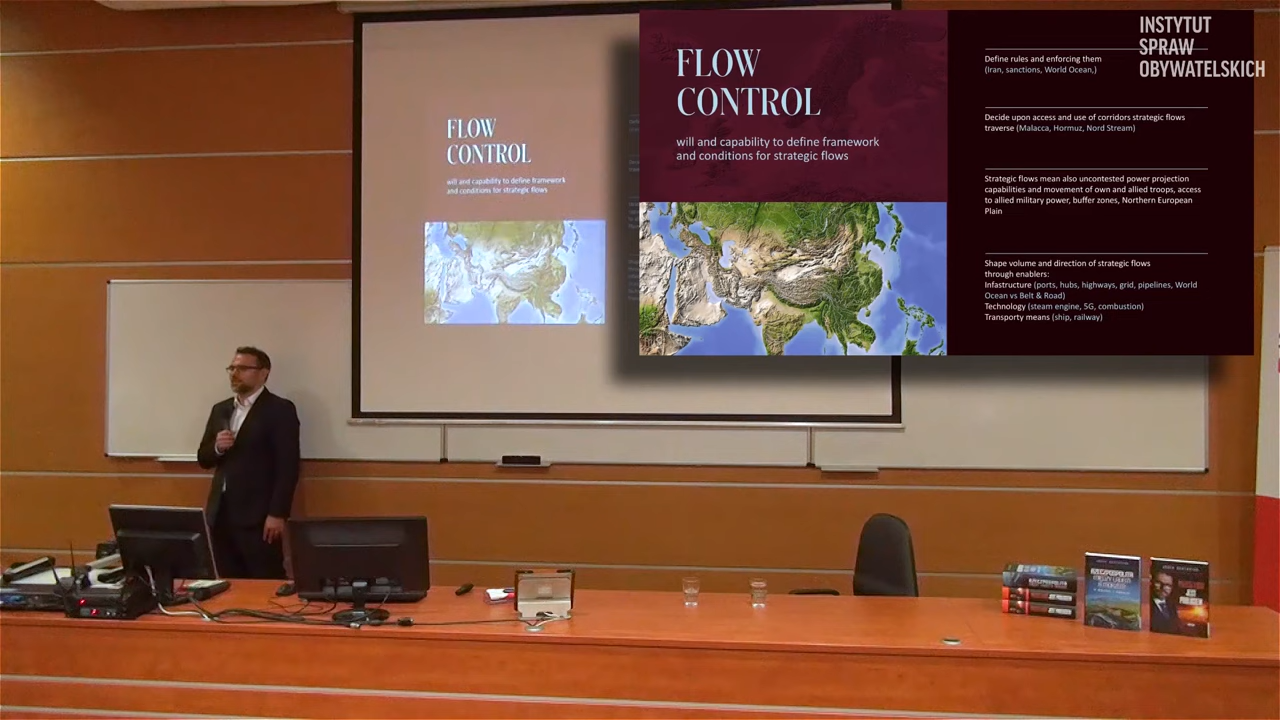 FLOW
CONTROL
will and capability to define framework
and conditions for strategic flows
FLOW
CONTROL
will and capability to define framework
and conditions for strategic flows
Define rules and enforcing them
(Iran, sanctions, World Ocean,)
Decide upon access and use of corridors strategic flows
traverse (Malacca, Hormuz, Nord Stream)
Strategic flows mean also uncontested power projection
capabilities and movement of own and allied troops, access
to allied military power, buffer zones, Northern European
Plain
Shape volume and direction of strategic flows
through enablers:
Infastructure (ports, hubs, highways, grid, pipelines, World
Ocean vs Belt & Road)
Technology (steam engine, 5G, combustion)
Transporty means (ship, railway)
INSTYTUT
SPRAW
OBYWATELSKICH
RZECZPOSPOLITA